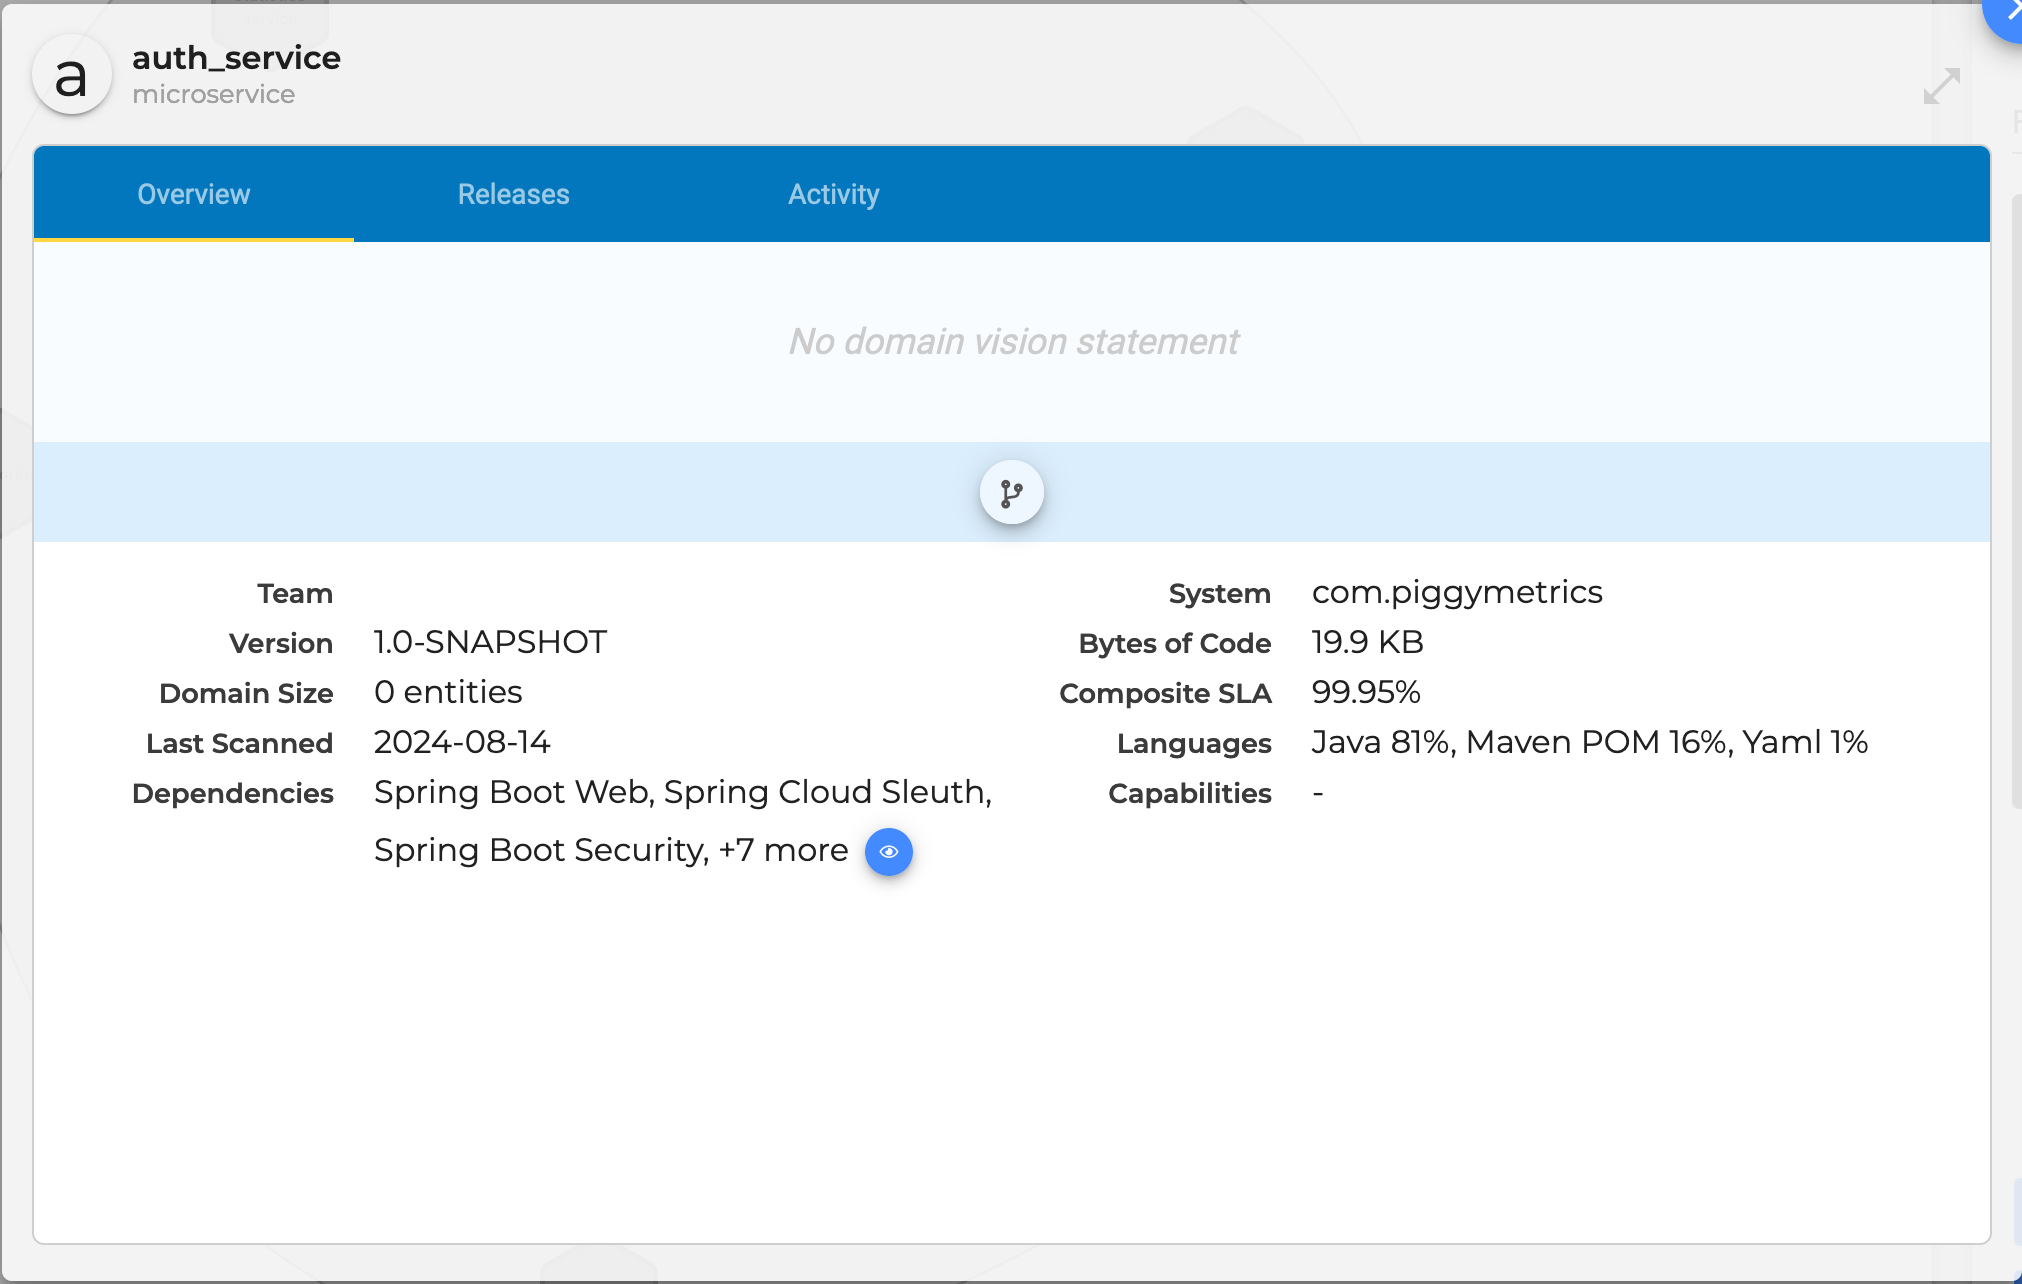 a
auth_service
microservice
Overview
Releases
Activity
No domain vision statement
Team
Version 1.0-SNAPSHOT
Domain Size 0 entities
Last Scanned 2024-08-14
Dependencies Spring Boot Web, Spring Cloud Sleuth,
Spring Boot Security, +7 more
System com.piggymetrics
Bytes of Code 19.9 KB
Composite SLA 99.95%
Languages Java 81%, Maven POM 16%, Yaml 1%
Capabilities -